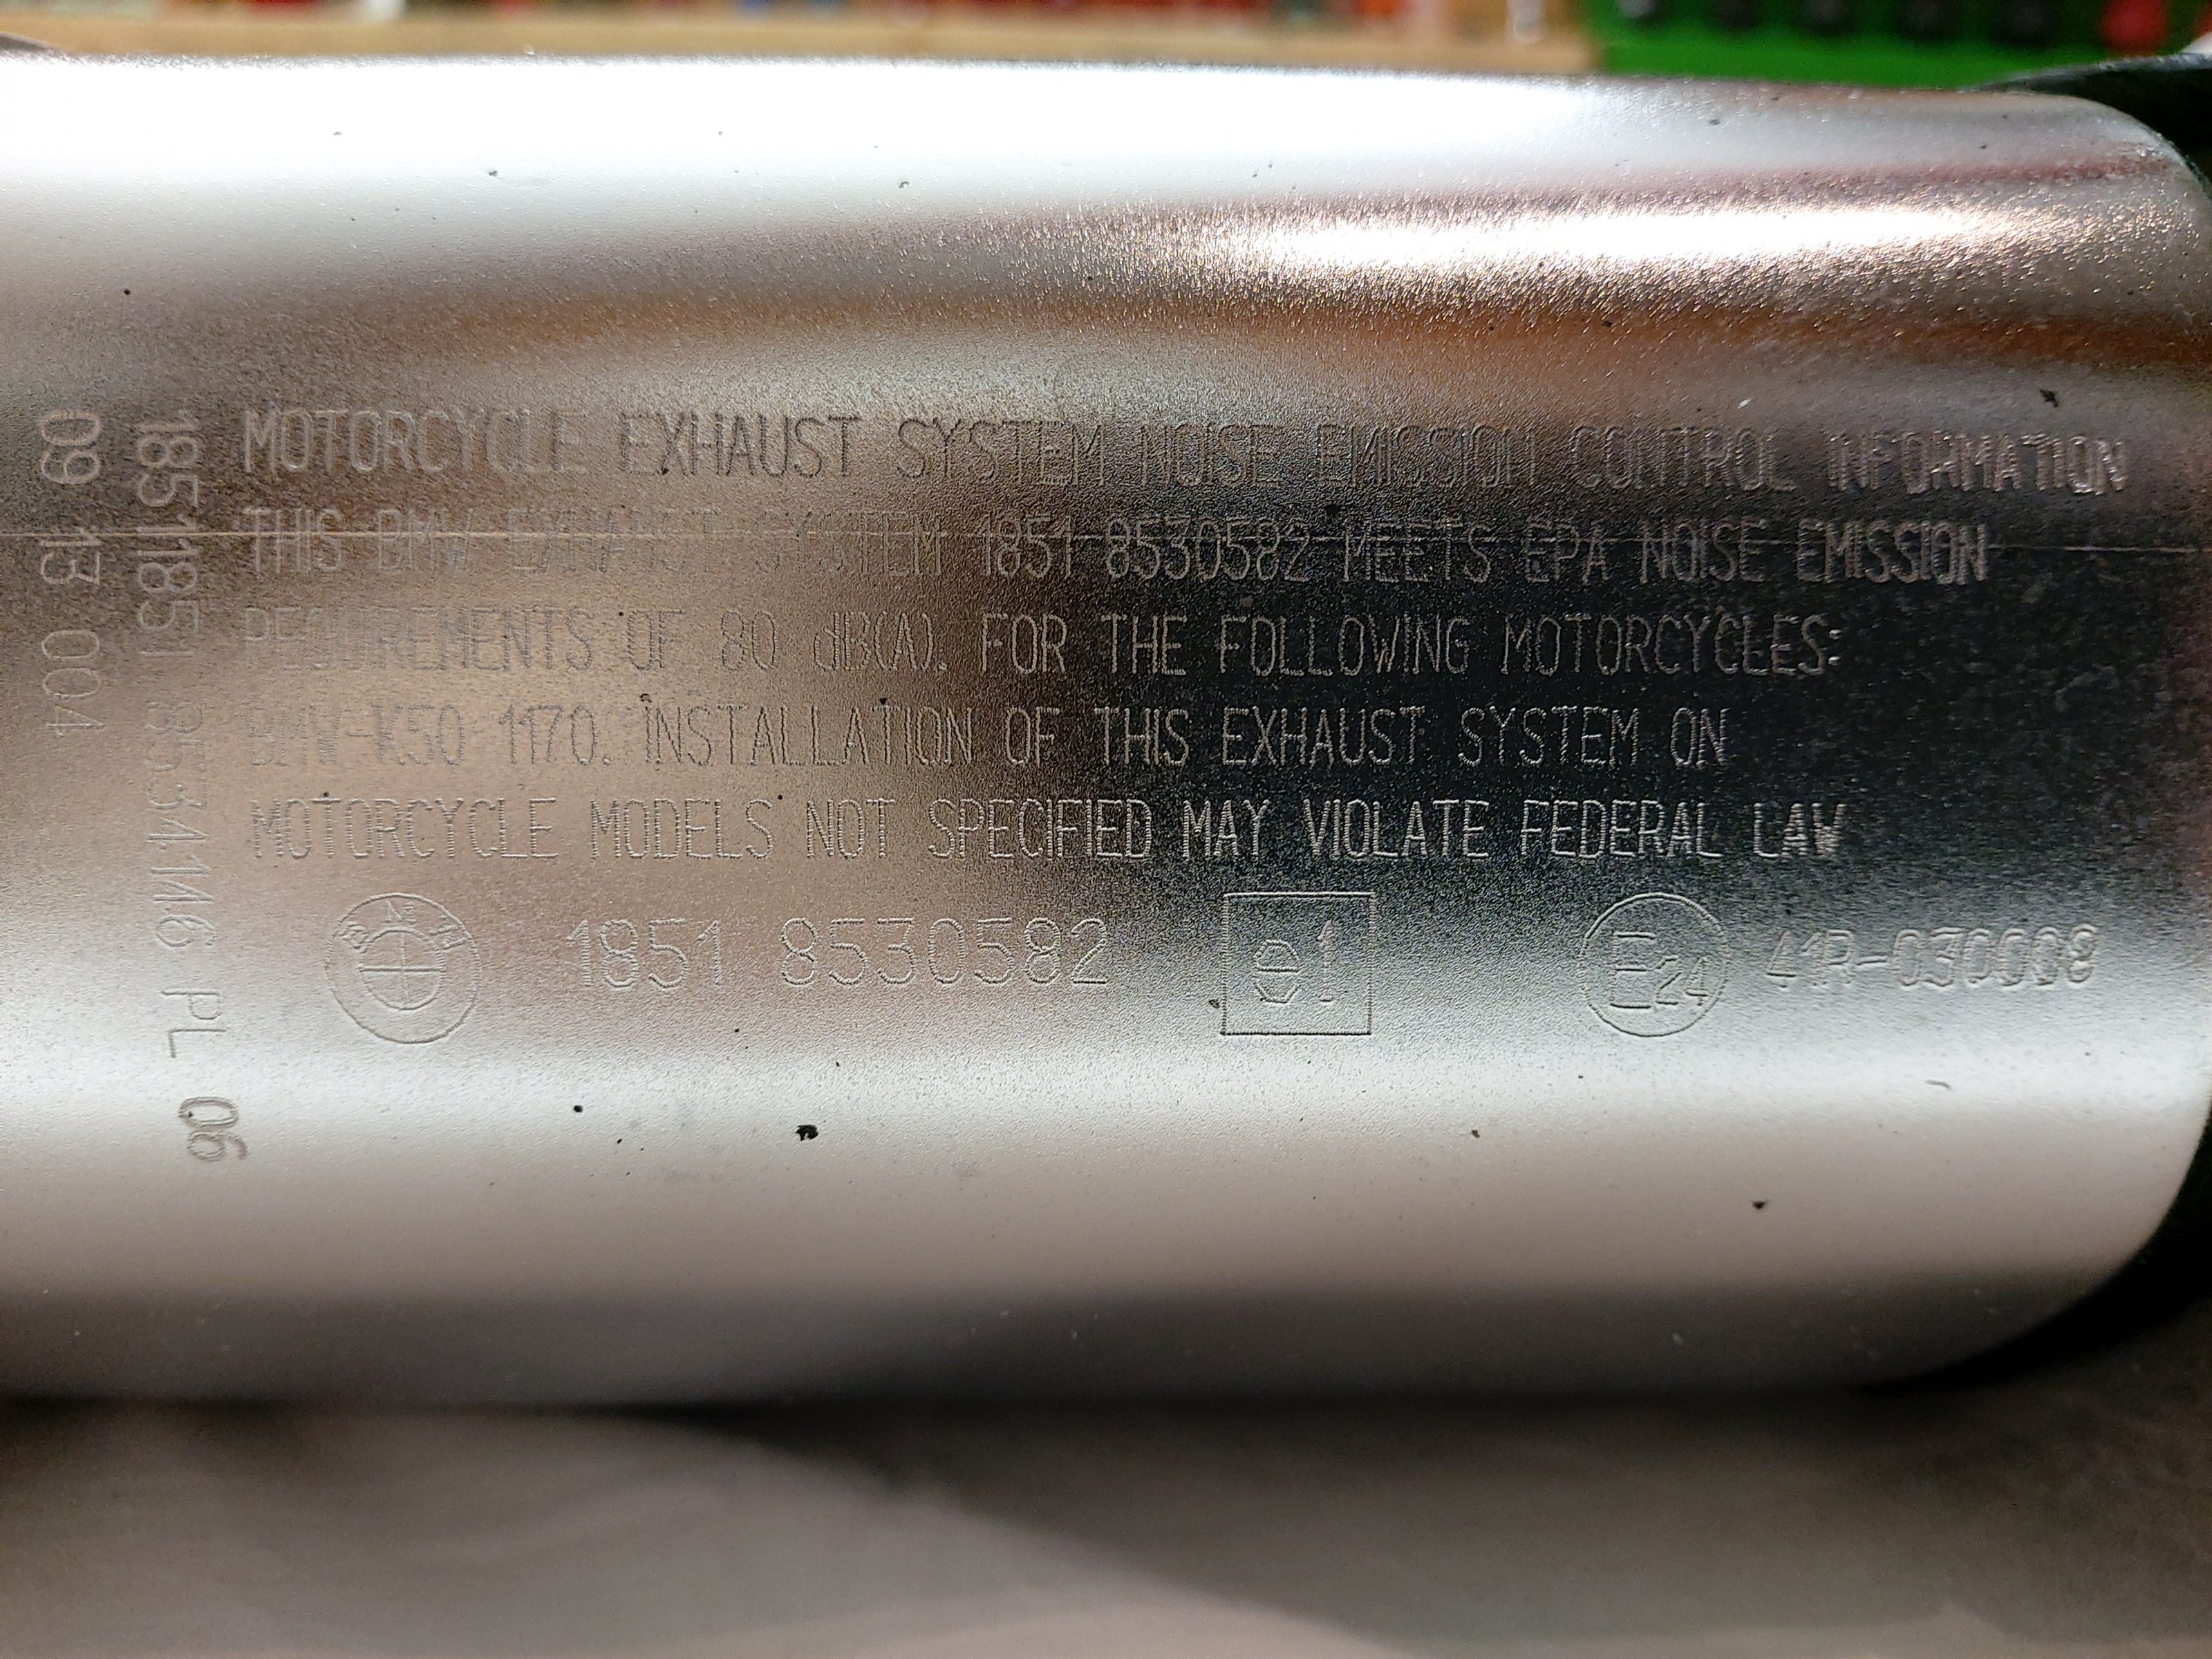 MOTORCYCLE EXHAUST SYSTEM NOISE EMISSION CONTROL INFORMATION
THIS BMW EXHAUST SYSTEM 1851 8530582 MEETS EPA NOISE EMISSION
REQUIREMENTS OF 80 dB(A). FOR THE FOLLOWING MOTORCYCLES:
BMW-K50 1170. INSTALLATION OF THIS EXHAUST SYSTEM ON
MOTORCYCLE MODELS NOT SPECIFIED MAY VIOLATE FEDERAL LAW
BMW 1851 8530582 e1 E24 41R-030008
1851 1851 8534116 PL 06
09 13 004